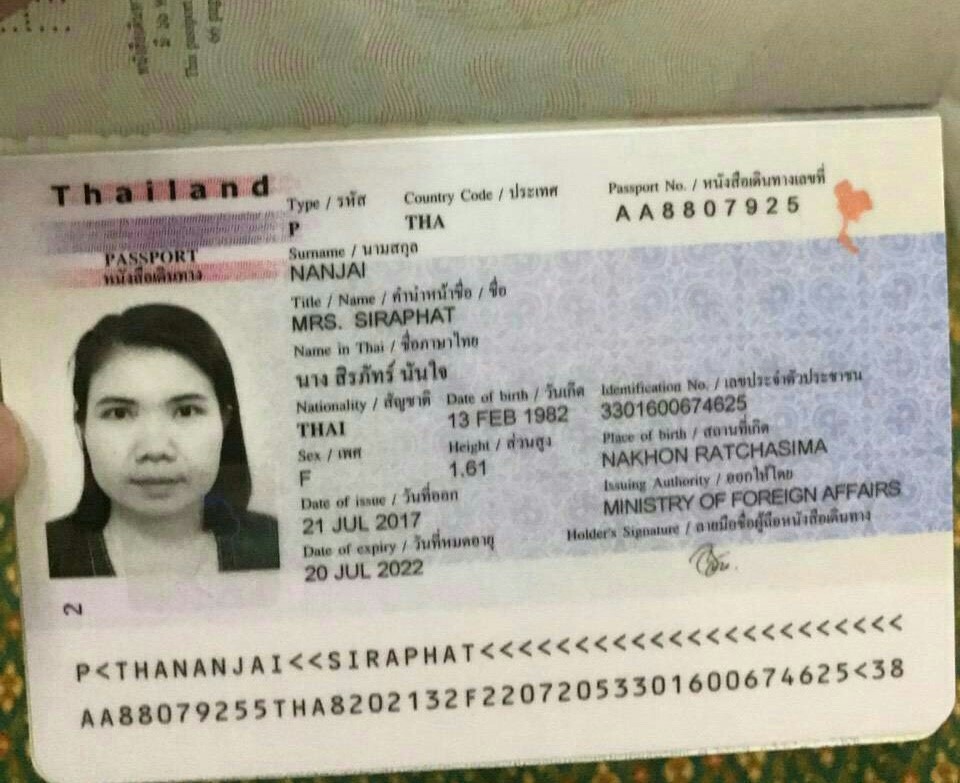 Thailand
PASSPORT
หนังสือเดินทาง
Type / รหัส Country Code / ประเทศ Passport No. / หนังสือเดินทางเลขที่
P THA AA8807925
Surname / นามสกุล
NANJAI
Title / Name / คำนำหน้าชื่อ / ชื่อ
MRS. SIRAPHAT
Name in Thai / ชื่อภาษาไทย
นาง สิรภัทร์ นันใจ
Nationality / สัญชาติ Date of birth / วันเกิด Identification No. / เลขประจำตัวประชาชน
THAI 13 FEB 1982 3301600674625
Sex / เพศ Height / ส่วนสูง Place of birth / สถานที่เกิด
F 1.61 NAKHON RATCHASIMA
Date of issue / วันที่ออก Issuing Authority / ออกให้โดย
21 JUL 2017 MINISTRY OF FOREIGN AFFAIRS
Date of expiry / วันที่หมดอายุ Holder's Signature / ลายมือชื่อผู้ถือหนังสือเดินทาง
20 JUL 2022
2
P<THANANJAI<<SIRAPHAT<<<<<<<<<<<<<<<<<<<<<<<
AA88079255THA8202132F22072053301600674625<38